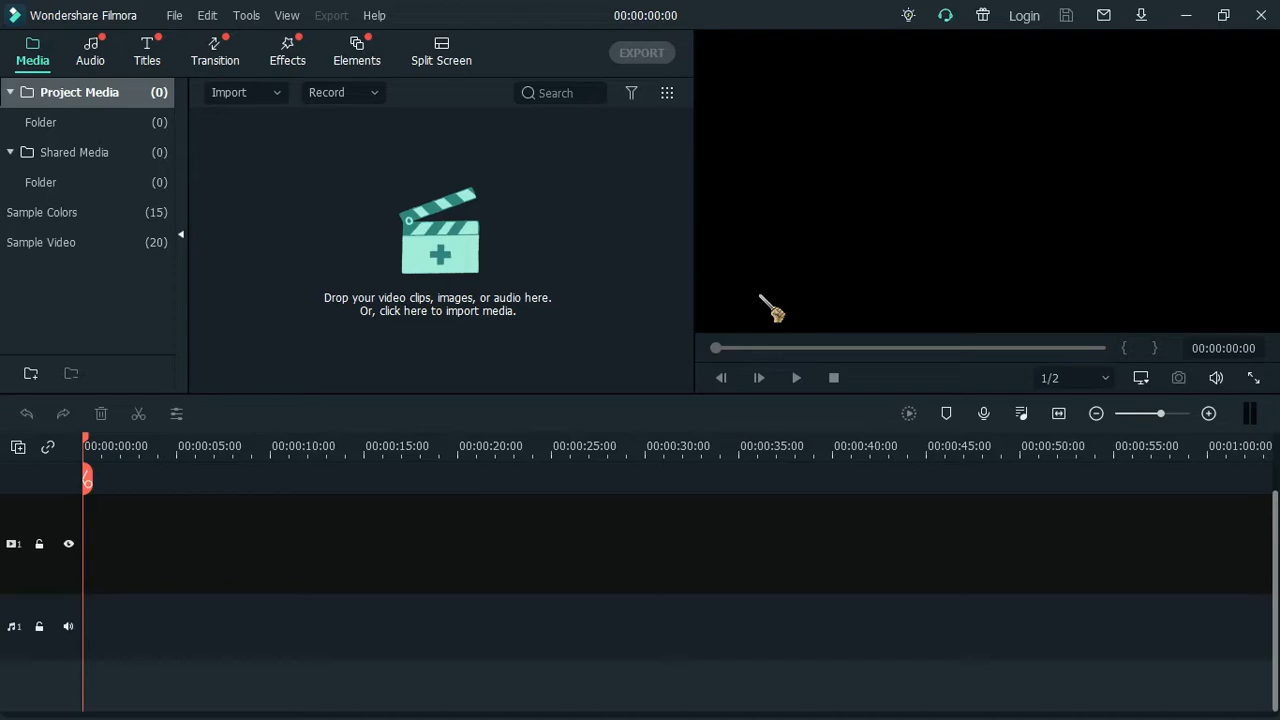 Wondershare Filmora File Edit Tools View Export Help 00:00:00:00 Login
Media Audio Titles Transition Effects Elements Split Screen EXPORT
Project Media (0)
Folder (0)
Shared Media (0)
Folder (0)
Sample Colors (15)
Sample Video (20)
Import Record Search
Drop your video clips, images, or audio here.
Or, click here to import media.
{ } 00:00:00:00
1/2
00:00:00:00 00:00:05:00 00:00:10:00 00:00:15:00 00:00:20:00 00:00:25:00 00:00:30:00 00:00:35:00 00:00:40:00 00:00:45:00 00:00:50:00 00:00:55:00 00:01:00:00
1
1